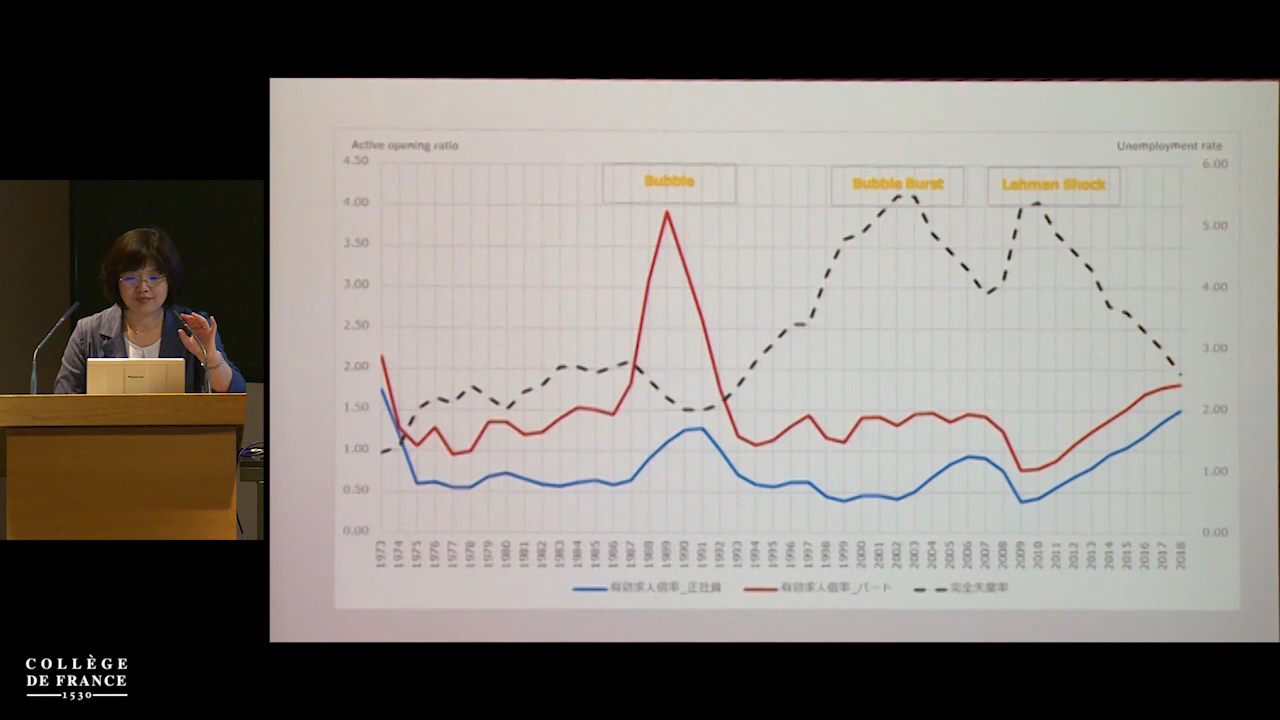 Active opening ratio
Unemployment rate
4.50
4.00
3.50
3.00
2.50
2.00
1.50
1.00
0.50
0.00
6.00
5.00
4.00
3.00
2.00
1.00
0.00
Bubble
Bubble Burst
Lehman Shock
1973 1974 1975 1976 1977 1978 1979 1980 1981 1982 1983 1984 1985 1986 1987 1988 1989 1990 1991 1992 1993 1994 1995 1996 1997 1998 1999 2000 2001 2002 2003 2004 2005 2006 2007 2008 2009 2010 2011 2012 2013 2014 2015 2016 2017 2018
有効求人倍率_正社員 有効求人倍率_パート 完全失業率
COLLÈGE
DE FRANCE
1530